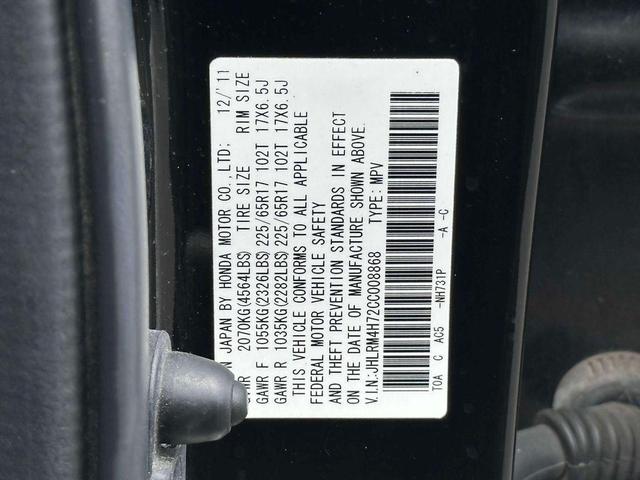 IN JAPAN BY HONDA MOTOR CO.,LTD; 12/'11
GVWR 2070KG(4564LBS) TIRE SIZE RIM SIZE
GAWR F 1055KG(2326LBS) 225/65R17 102T 17X6.5J
GAWR R 1035KG(2282LBS) 225/65R17 102T 17X6.5J
THIS VEHICLE CONFORMS TO ALL APPLICABLE
FEDERAL MOTOR VEHICLE SAFETY
AND THEFT PREVENTION STANDARDS IN EFFECT
ON THE DATE OF MANUFACTURE SHOWN ABOVE.
V.I.N.:JHLRM4H72CC008868 TYPE: MPV
TOA C AC5 -NH731P -A -C